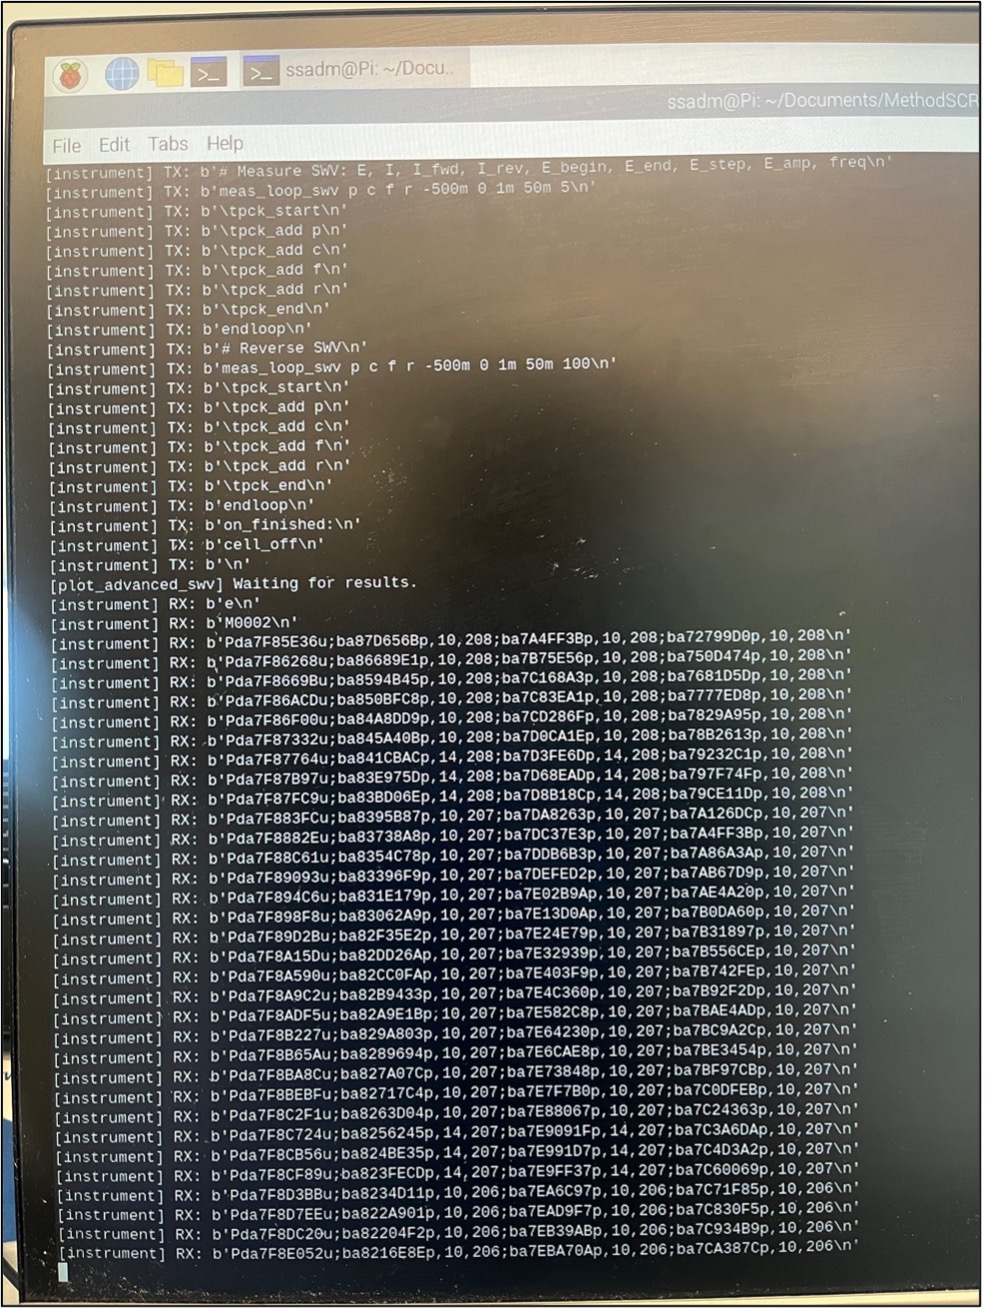 ssadm@Pi: ~/Docu..
ssadm@Pi: ~/Documents/MethodSCR
File Edit Tabs Help
[instrument] TX: b'# Measure SWV: E, I, I_fwd, I_rev, E_begin, E_end, E_step, E_amp, freq\n'
[instrument] TX: b'meas_loop_swv p c f r -500m 0 1m 50m 5\n'
[instrument] TX: b'\tpck_start\n'
[instrument] TX: b'\tpck_add p\n'
[instrument] TX: b'\tpck_add c\n'
[instrument] TX: b'\tpck_add f\n'
[instrument] TX: b'\tpck_add r\n'
[instrument] TX: b'\tpck_end\n'
[instrument] TX: b'endloop\n'
[instrument] TX: b'# Reverse SWV\n'
[instrument] TX: b'meas_loop_swv p c f r -500m 0 1m 50m 100\n'
[instrument] TX: b'\tpck_start\n'
[instrument] TX: b'\tpck_add p\n'
[instrument] TX: b'\tpck_add c\n'
[instrument] TX: b'\tpck_add f\n'
[instrument] TX: b'\tpck_add r\n'
[instrument] TX: b'\tpck_end\n'
[instrument] TX: b'endloop\n'
[instrument] TX: b'on_finished:\n'
[instrument] TX: b'cell_off\n'
[instrument] TX: b'\n'
[plot_advanced_swv] Waiting for results.
[instrument] RX: b'e\n'
[instrument] RX: b'M0002\n'
[instrument] RX: b'Pda7F85E36u;ba87D656Bp,10,208;ba7A4FF3Bp,10,208;ba72799D0p,10,208\n'
[instrument] RX: b'Pda7F86268u;ba86689E1p,10,208;ba7B75E56p,10,208;ba750D474p,10,208\n'
[instrument] RX: b'Pda7F8669Bu;ba8594B45p,10,208;ba7C168A3p,10,208;ba7681D5Dp,10,208\n'
[instrument] RX: b'Pda7F86ACDu;ba850BFC8p,10,208;ba7C83EA1p,10,208;ba7777ED8p,10,208\n'
[instrument] RX: b'Pda7F86F00u;ba84A8DD9p,10,208;ba7CD286Fp,10,208;ba7829A95p,10,208\n'
[instrument] RX: b'Pda7F87332u;ba845A40Bp,10,208;ba7D0CA1Ep,10,208;ba78B2613p,10,208\n'
[instrument] RX: b'Pda7F87764u;ba841CBACp,14,208;ba7D3FE6Dp,14,208;ba79232C1p,10,208\n'
[instrument] RX: b'Pda7F87B97u;ba83E975Dp,14,208;ba7D68EADp,14,208;ba797F74Fp,10,208\n'
[instrument] RX: b'Pda7F87FC9u;ba83BD06Ep,14,208;ba7D8B18Cp,14,208;ba79CE11Dp,10,208\n'
[instrument] RX: b'Pda7F883FCu;ba8395B87p,10,207;ba7DA8263p,10,207;ba7A126DCp,10,207\n'
[instrument] RX: b'Pda7F8882Eu;ba83738A8p,10,207;ba7DC37E3p,10,207;ba7A4FF3Bp,10,207\n'
[instrument] RX: b'Pda7F88C61u;ba8354C78p,10,207;ba7DDB6B3p,10,207;ba7A86A3Ap,10,207\n'
[instrument] RX: b'Pda7F89093u;ba83396F9p,10,207;ba7DEFED2p,10,207;ba7AB67D9p,10,207\n'
[instrument] RX: b'Pda7F894C6u;ba831E179p,10,207;ba7E02B9Ap,10,207;ba7AE4A20p,10,207\n'
[instrument] RX: b'Pda7F898F8u;ba83062A9p,10,207;ba7E13D0Ap,10,207;ba7B0DA60p,10,207\n'
[instrument] RX: b'Pda7F89D2Bu;ba82F35E2p,10,207;ba7E24E79p,10,207;ba7B31897p,10,207\n'
[instrument] RX: b'Pda7F8A15Du;ba82DD26Ap,10,207;ba7E32939p,10,207;ba7B556CEp,10,207\n'
[instrument] RX: b'Pda7F8A590u;ba82CC0FAp,10,207;ba7E403F9p,10,207;ba7B742FEp,10,207\n'
[instrument] RX: b'Pda7F8A9C2u;ba82B9433p,10,207;ba7E4C360p,10,207;ba7B92F2Dp,10,207\n'
[instrument] RX: b'Pda7F8ADF5u;ba82A9E1Bp,10,207;ba7E582C8p,10,207;ba7BAE4ADp,10,207\n'
[instrument] RX: b'Pda7F8B227u;ba829A803p,10,207;ba7E64230p,10,207;ba7BC9A2Cp,10,207\n'
[instrument] RX: b'Pda7F8B65Au;ba8289694p,10,207;ba7E6CAE8p,10,207;ba7BE3454p,10,207\n'
[instrument] RX: b'Pda7F8BA8Cu;ba827A07Cp,10,207;ba7E73848p,10,207;ba7BF97CBp,10,207\n'
[instrument] RX: b'Pda7F8BEBFu;ba82717C4p,10,207;ba7E7F7B0p,10,207;ba7C0DFEBp,10,207\n'
[instrument] RX: b'Pda7F8C2F1u;ba8263D04p,10,207;ba7E88067p,10,207;ba7C24363p,10,207\n'
[instrument] RX: b'Pda7F8C724u;ba8256245p,14,207;ba7E9091Fp,14,207;ba7C3A6DAp,10,207\n'
[instrument] RX: b'Pda7F8CB56u;ba824BE35p,14,207;ba7E991D7p,14,207;ba7C4D3A2p,10,207\n'
[instrument] RX: b'Pda7F8CF89u;ba823FECDp,14,207;ba7E9FF37p,14,207;ba7C60069p,10,207\n'
[instrument] RX: b'Pda7F8D3BBu;ba8234D11p,10,206;ba7EA6C97p,10,206;ba7C71F85p,10,206\n'
[instrument] RX: b'Pda7F8D7EEu;ba822A901p,10,206;ba7EAD9F7p,10,206;ba7C830F5p,10,206\n'
[instrument] RX: b'Pda7F8DC20u;ba82204F2p,10,206;ba7EB39ABp,10,206;ba7C934B9p,10,206\n'
[instrument] RX: b'Pda7F8E052u;ba8216E8Ep,10,206;ba7EBA70Ap,10,206;ba7CA387Cp,10,206\n'